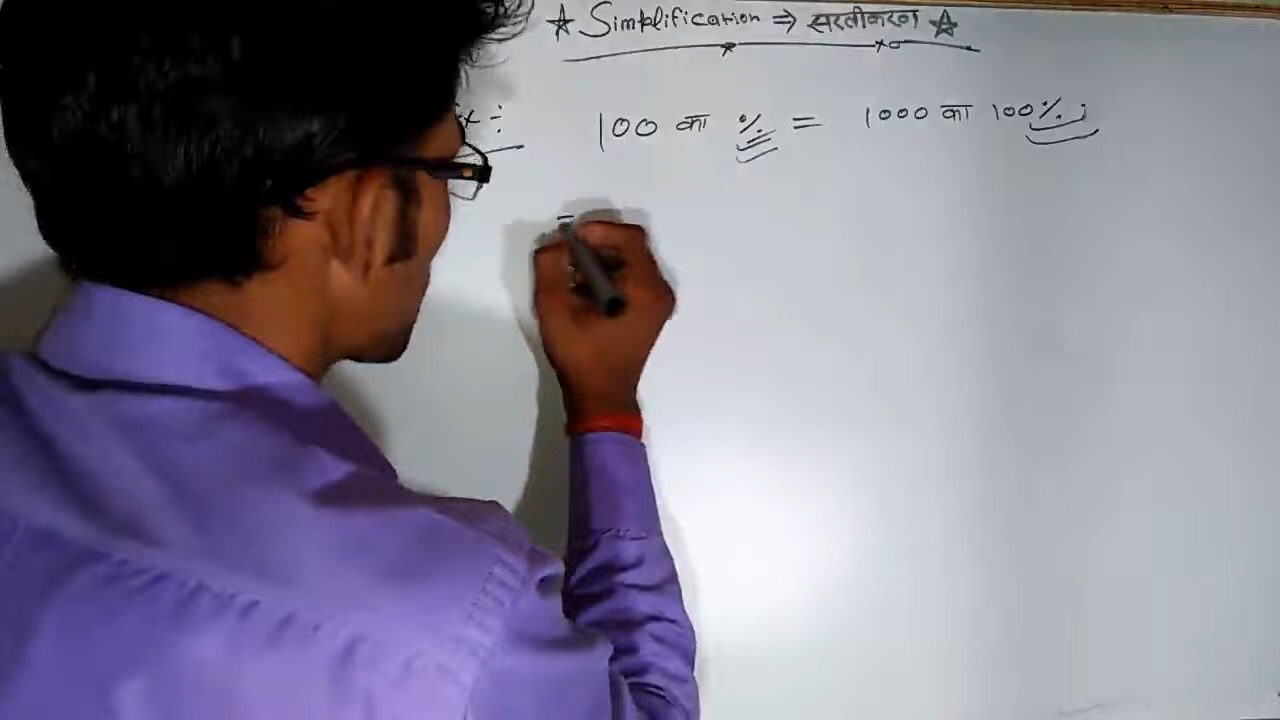 ☆ Simplification ⇒ सरलीकरण ☆
Ex ÷ 100 का % = 1000 का 100% ;